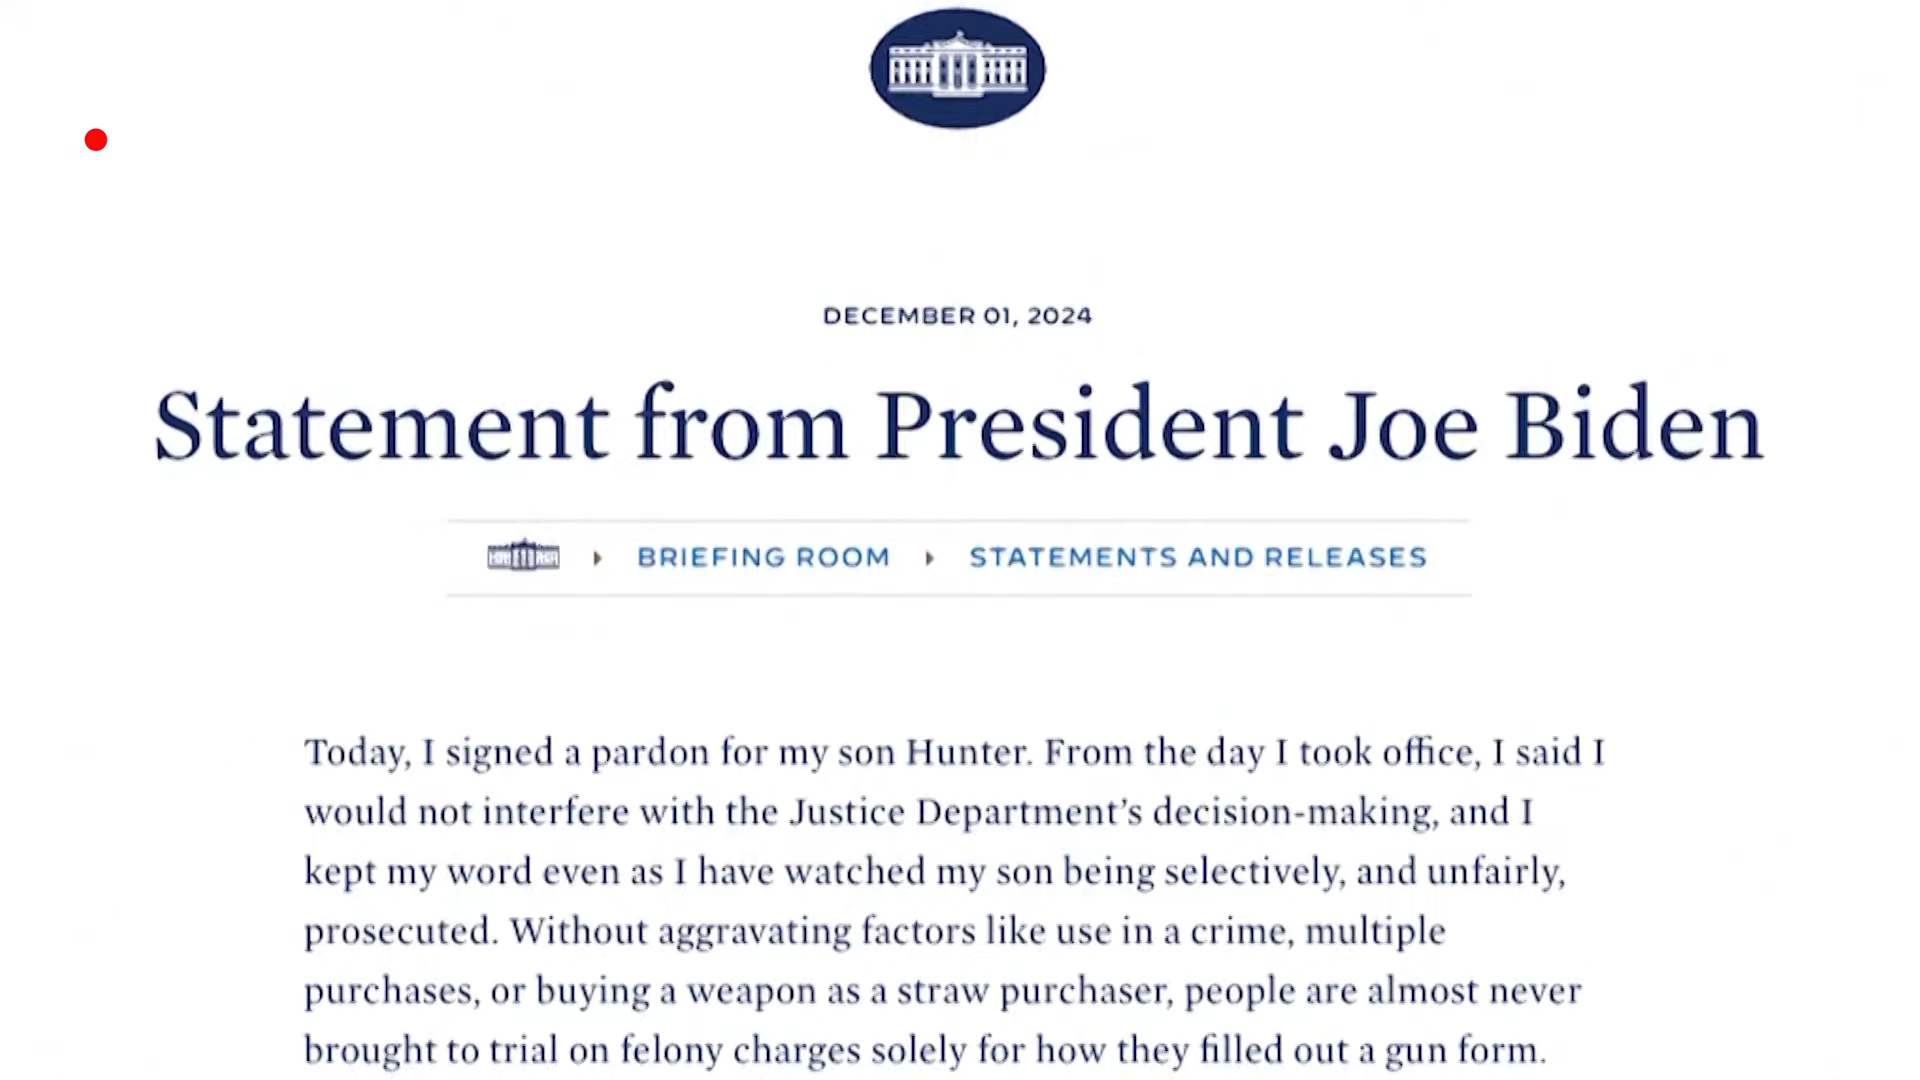 DECEMBER 01, 2024
Statement from President Joe Biden
BRIEFING ROOM STATEMENTS AND RELEASES
Today, I signed a pardon for my son Hunter. From the day I took office, I said I
would not interfere with the Justice Department’s decision-making, and I
kept my word even as I have watched my son being selectively, and unfairly,
prosecuted. Without aggravating factors like use in a crime, multiple
purchases, or buying a weapon as a straw purchaser, people are almost never
brought to trial on felony charges solely for how they filled out a gun form.